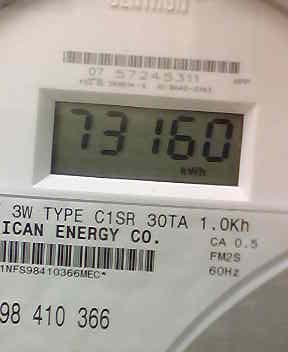 CENTRON
07 57245311
73160
kWh
3W TYPE C1SR 30TA 1.0Kh
ICAN ENERGY CO.
CA 0.5
FM2S
60Hz
1NFS98410366MEC*
98 410 366